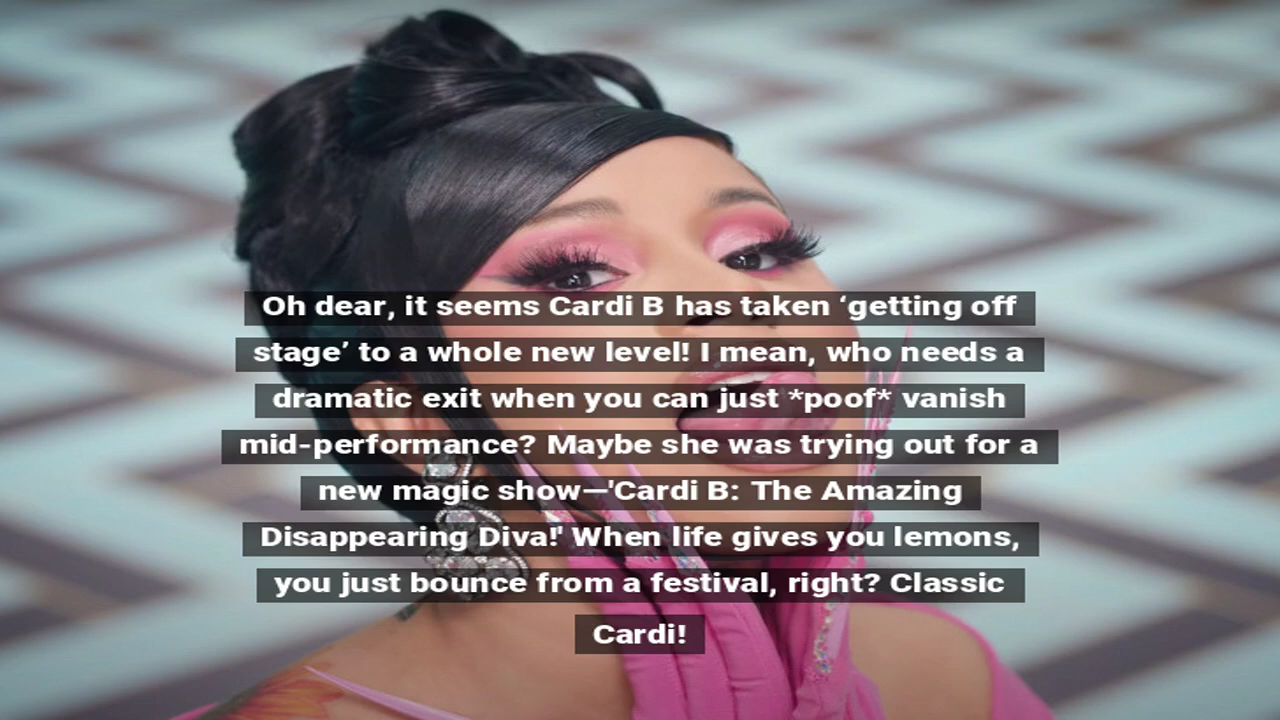 Oh dear, it seems Cardi B has taken ‘getting off
stage’ to a whole new level! I mean, who needs a
dramatic exit when you can just *poof* vanish
mid-performance? Maybe she was trying out for a
new magic show—'Cardi B: The Amazing
Disappearing Diva!' When life gives you lemons,
you just bounce from a festival, right? Classic
Cardi!